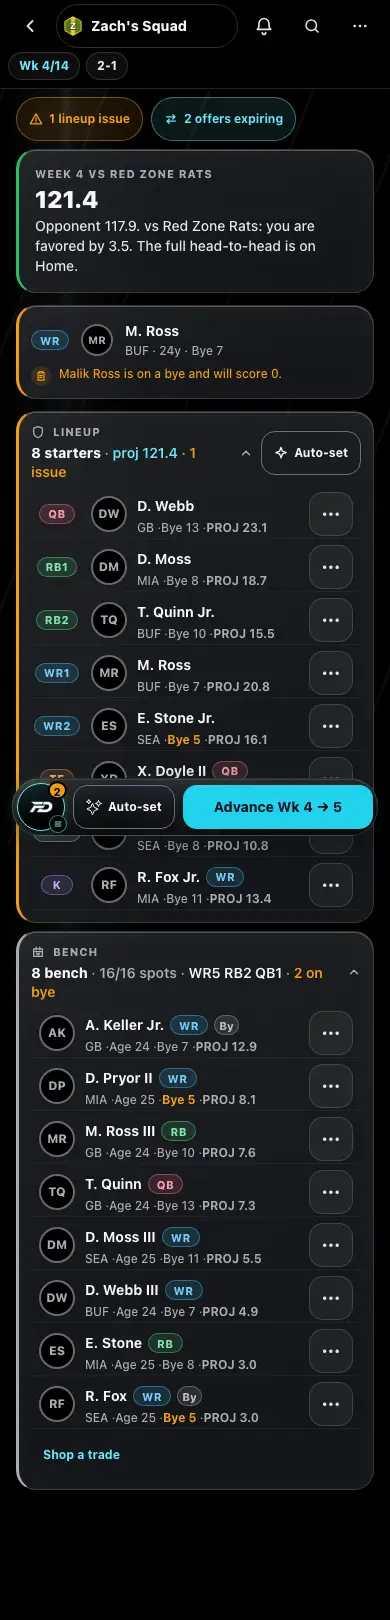 Zach's Squad
Wk 4/14
2-1
1 lineup issue
2 offers expiring
WEEK 4 VS RED ZONE RATS
121.4
Opponent 117.9. vs Red Zone Rats: you are
favored by 3.5. The full head-to-head is on
Home.
WR
MR
M. Ross
BUF · 24y · Bye 7
Malik Ross is on a bye and will score 0.
LINEUP
8 starters · proj 121.4 · 1
issue
Auto-set
QB
DW
D. Webb
GB ·Bye 13 ·PROJ 23.1
RB1
DM
D. Moss
MIA ·Bye 8 ·PROJ 18.7
RB2
TQ
T. Quinn Jr.
BUF ·Bye 10 ·PROJ 15.5
WR1
MR
M. Ross
BUF ·Bye 7 ·PROJ 20.8
WR2
ES
E. Stone Jr.
SEA ·Bye 5 ·PROJ 16.1
X. Doyle II QB
2
Auto-set
Advance Wk 4 → 5
SEA ·Bye 8 ·PROJ 10.8
K
RF
R. Fox Jr. WR
MIA ·Bye 11 ·PROJ 13.4
BENCH
8 bench · 16/16 spots · WR5 RB2 QB1 · 2 on
bye
AK
A. Keller Jr. WR By
GB ·Age 24 ·Bye 7 ·PROJ 12.9
DP
D. Pryor II WR
MIA ·Age 25 ·Bye 5 ·PROJ 8.1
MR
M. Ross III RB
GB ·Age 24 ·Bye 10 ·PROJ 7.6
TQ
T. Quinn QB
GB ·Age 24 ·Bye 13 ·PROJ 7.3
DM
D. Moss III WR
SEA ·Age 25 ·Bye 11 ·PROJ 5.5
DW
D. Webb III WR
BUF ·Age 24 ·Bye 7 ·PROJ 4.9
ES
E. Stone RB
MIA ·Age 25 ·Bye 8 ·PROJ 3.0
RF
R. Fox WR By
SEA ·Age 25 ·Bye 5 ·PROJ 3.0
Shop a trade